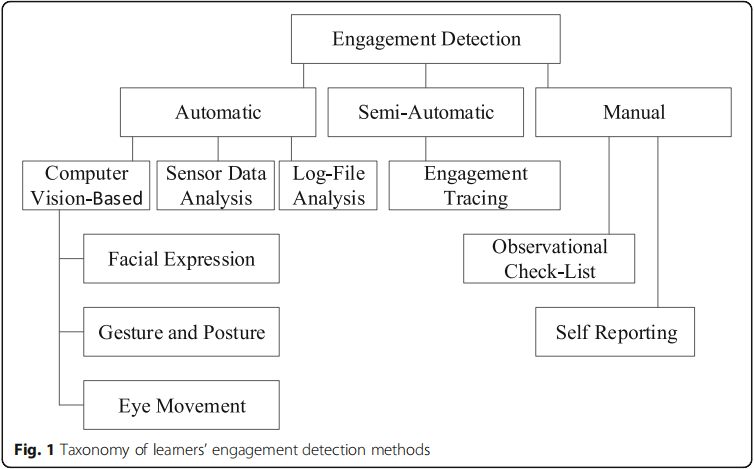 Engagement Detection
Automatic
Semi-Automatic
Manual
Computer
Vision-Based
Sensor Data
Analysis
Log-File
Analysis
Engagement
Tracing
Observational
Check-List
Facial Expression
Gesture and Posture
Self Reporting
Eye Movement
Fig. 1 Taxonomy of learners’ engagement detection methods